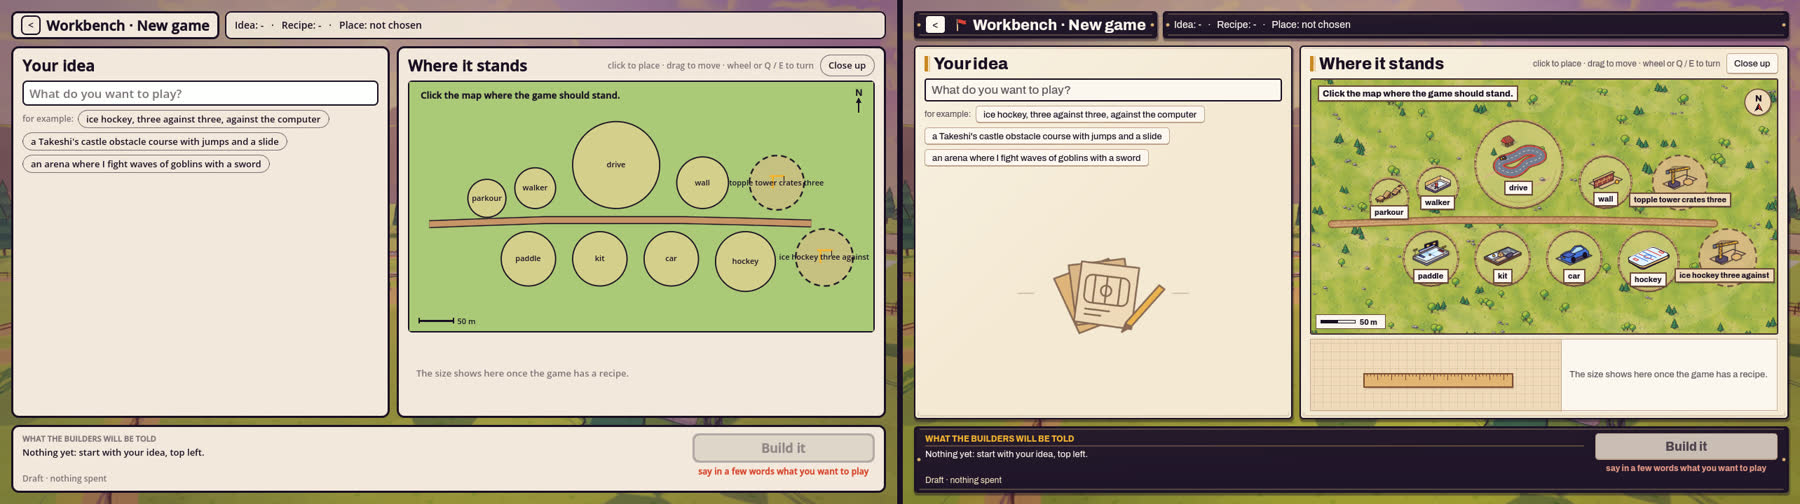 < Workbench · New game
Idea: - · Recipe: - · Place: not chosen
Your idea
What do you want to play?
for example: ice hockey, three against three, against the computer
a Takeshi's castle obstacle course with jumps and a slide
an arena where I fight waves of goblins with a sword
Where it stands
click to place · drag to move · wheel or Q / E to turn
Close up
Click the map where the game should stand.
N
drive
walker
wall
topple tower crates three
parkour
paddle
kit
car
hockey
ice hockey three against
50 m
The size shows here once the game has a recipe.
WHAT THE BUILDERS WILL BE TOLD
Nothing yet: start with your idea, top left.
Draft · nothing spent
Build it
say in a few words what you want to play
< Workbench · New game
Idea: - · Recipe: - · Place: not chosen
Your idea
What do you want to play?
for example: ice hockey, three against three, against the computer
a Takeshi's castle obstacle course with jumps and a slide
an arena where I fight waves of goblins with a sword
Where it stands
click to place · drag to move · wheel or Q / E to turn
Close up
Click the map where the game should stand.
N
drive
walker
wall
topple tower crates three
parkour
paddle
kit
car
hockey
ice hockey three against
50 m
The size shows here once the game has a recipe.
WHAT THE BUILDERS WILL BE TOLD
Nothing yet: start with your idea, top left.
Draft · nothing spent
Build it
say in a few words what you want to play